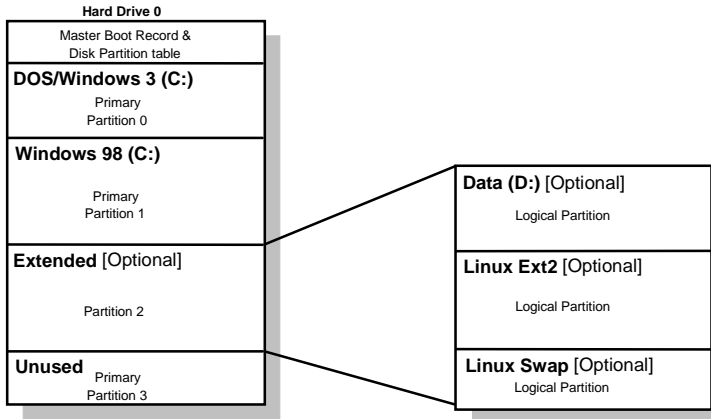 Hard Drive 0
Master Boot Record &
Disk Partition table
DOS/Windows 3 (C:)
Primary
Partition 0
Windows 98 (C:)
Primary
Partition 1
Extended [Optional]
Partition 2
Unused
Primary
Partition 3
Data (D:) [Optional]
Logical Partition
Linux Ext2 [Optional]
Logical Partition
Linux Swap [Optional]
Logical Partition